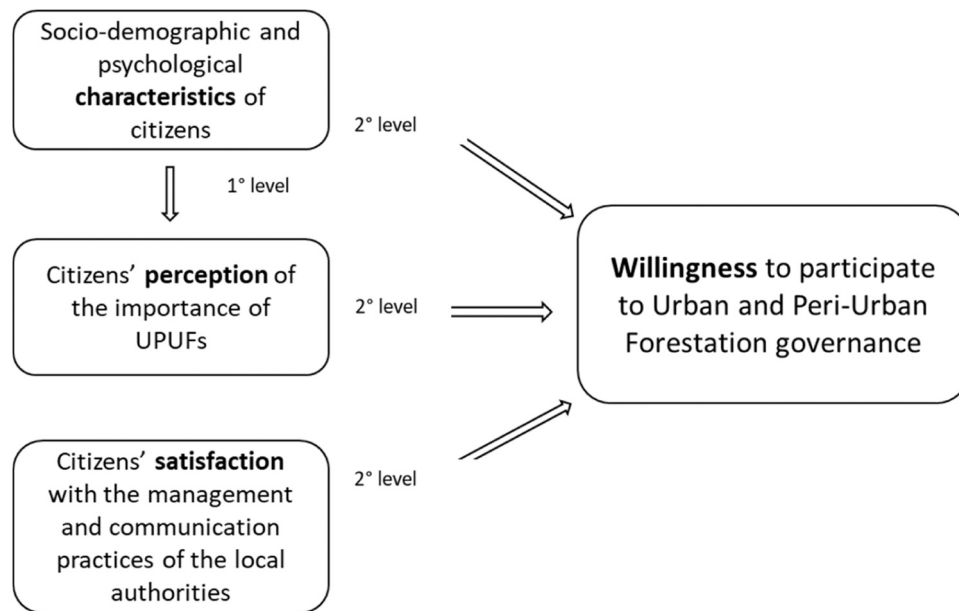 Socio-demographic and
psychological
characteristics of
citizens
2° level
1° level
Citizens' perception of
the importance of
UPUFs
2° level
Willingness to participate
to Urban and Peri-Urban
Forestation governance
Citizens' satisfaction
with the management
and communication
practices of the local
authorities
2° level